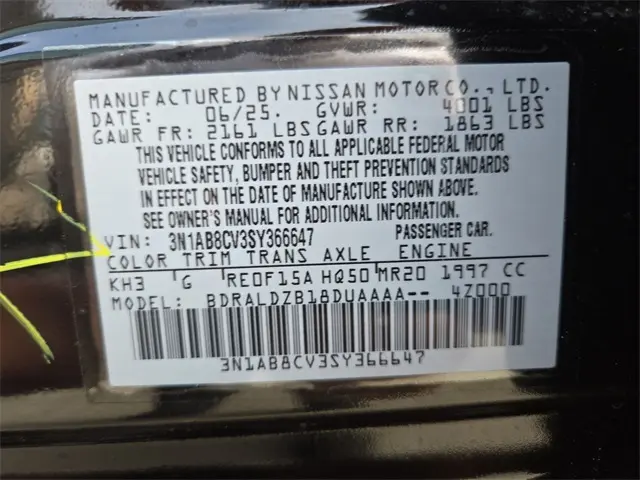 MANUFACTURED BY NISSAN MOTOR CO., LTD.
DATE: 06/25. GVWR: 4001 LBS
GAWR FR: 2161 LBS GAWR RR: 1863 LBS
THIS VEHICLE CONFORMS TO ALL APPLICABLE FEDERAL MOTOR
VEHICLE SAFETY, BUMPER AND THEFT PREVENTION STANDARDS
IN EFFECT ON THE DATE OF MANUFACTURE SHOWN ABOVE.
SEE OWNER'S MANUAL FOR ADDITIONAL INFORMATION.
VIN: 3N1AB8CV3SY366647 PASSENGER CAR.
COLOR TRIM TRANS AXLE ENGINE
KH3 G RE0F15A HQ50 MR20 1997 CC
MODEL: BDRALDZB18DUAAAA-- 4Z000
3N1AB8CV3SY366647